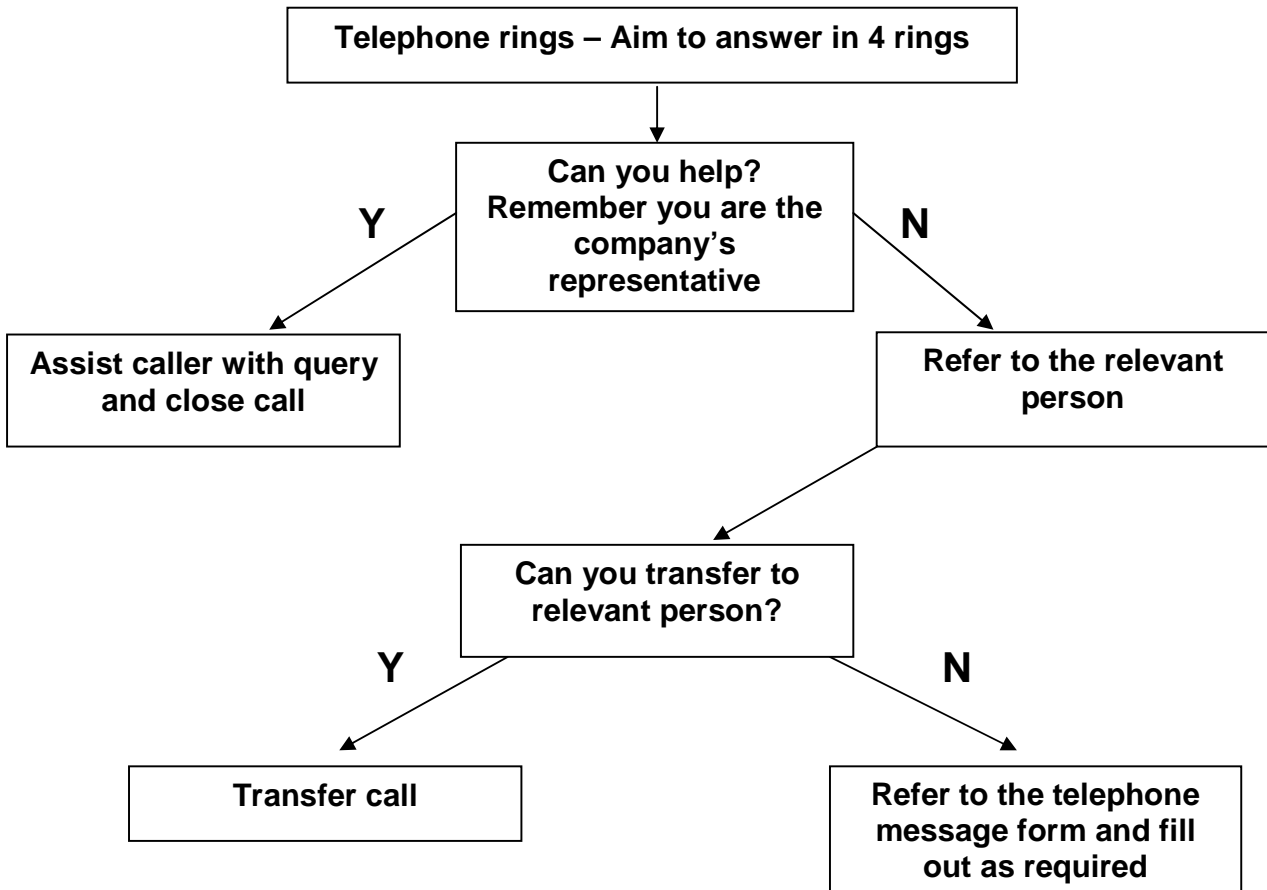 Telephone rings – Aim to answer in 4 rings
Can you help?
Remember you are the
company’s
representative
Y
N
Assist caller with query
and close call
Refer to the relevant
person
Can you transfer to
relevant person?
Y
N
Transfer call
Refer to the telephone
message form and fill
out as required